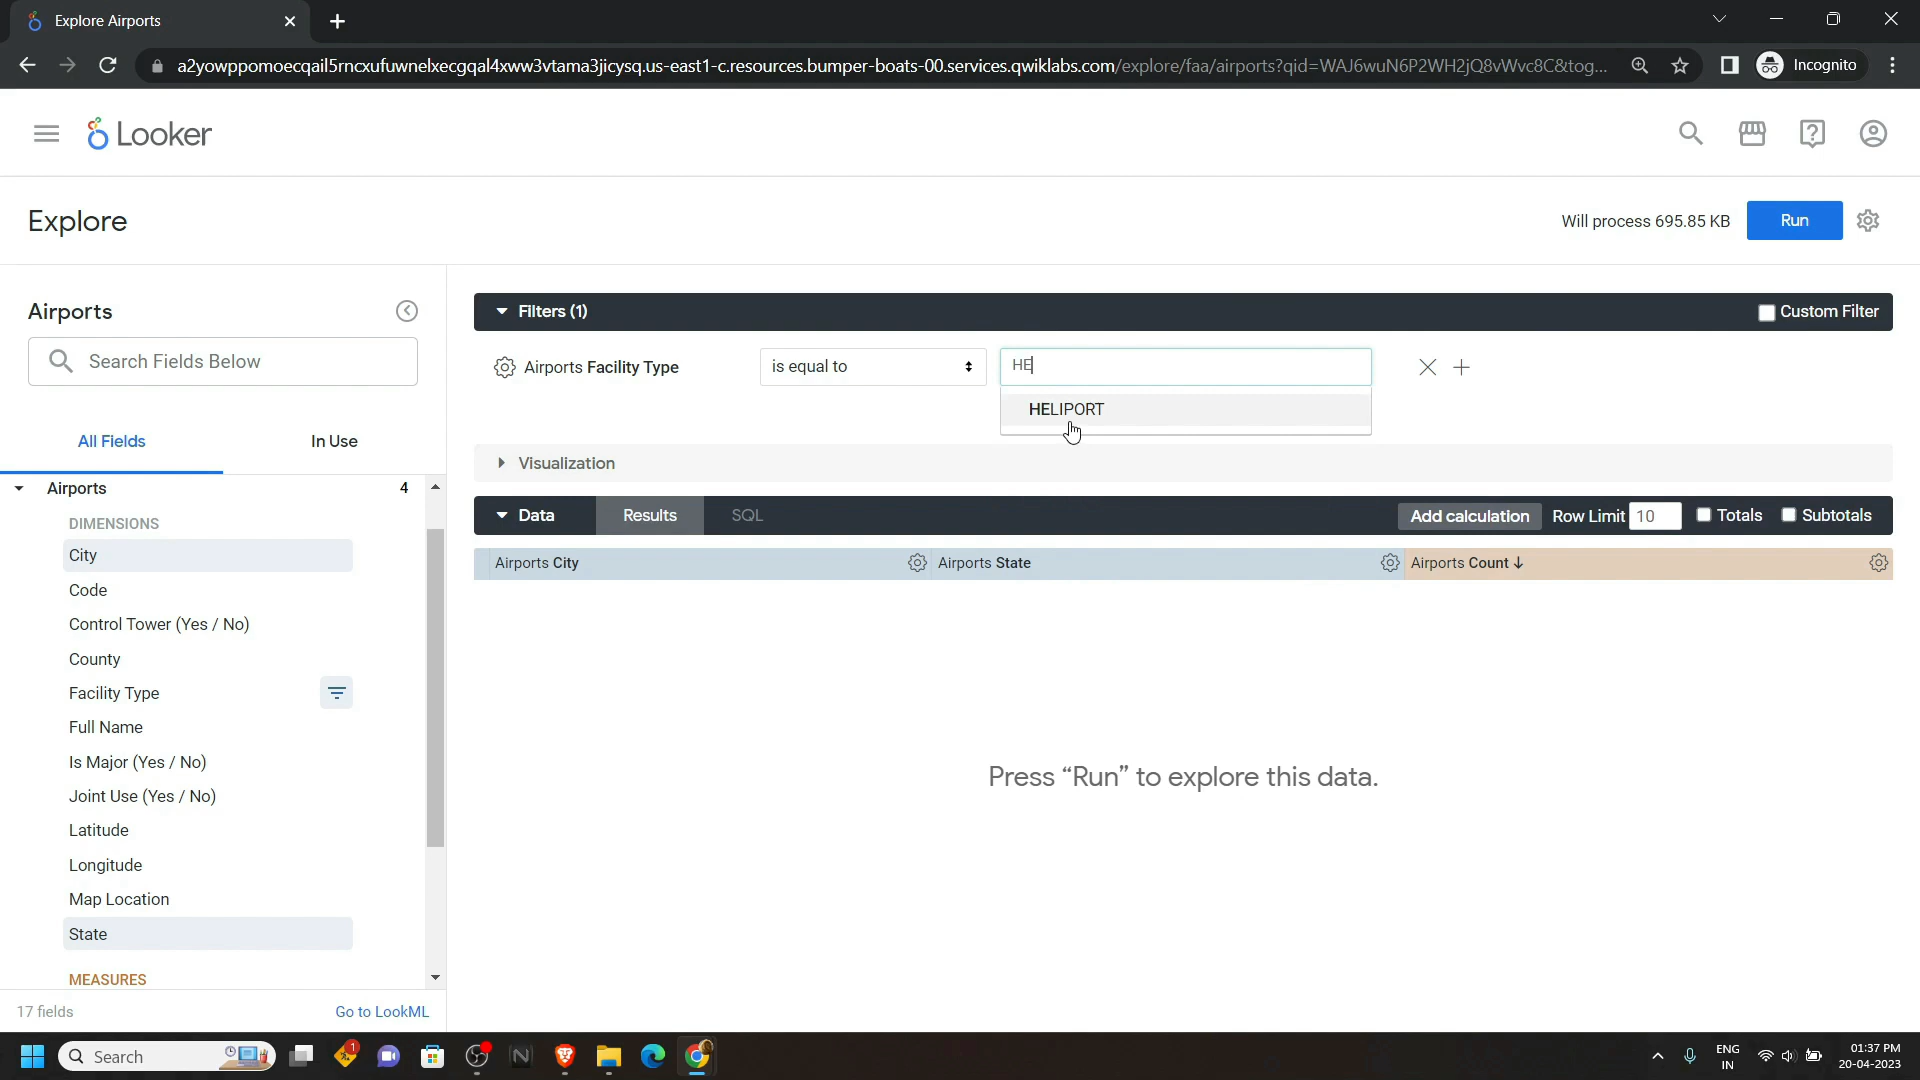 Explore Airports
a2yowppomoecqail5rncxufuwnelxecgqal4xww3vtama3jicysq.us-east1-c.resources.bumper-boats-00.services.qwiklabs.com/explore/faa/airports?qid=WAJ6wuN6P2WH2jQ8vWvc8C&tog...
Incognito
Looker
Explore
Will process 695.85 KB
Run
Airports
Search Fields Below
All Fields
In Use
Airports
4
DIMENSIONS
City
Code
Control Tower (Yes / No)
County
Facility Type
Full Name
Is Major (Yes / No)
Joint Use (Yes / No)
Latitude
Longitude
Map Location
State
MEASURES
17 fields
Go to LookML
Filters (1)
Custom Filter
Airports Facility Type
is equal to
HE
HELIPORT
Visualization
Data
Results
SQL
Add calculation
Row Limit
10
Totals
Subtotals
Airports City
Airports State
Airports Count
Press “Run” to explore this data.
Search
1
ENG
IN
01:37 PM
20-04-2023